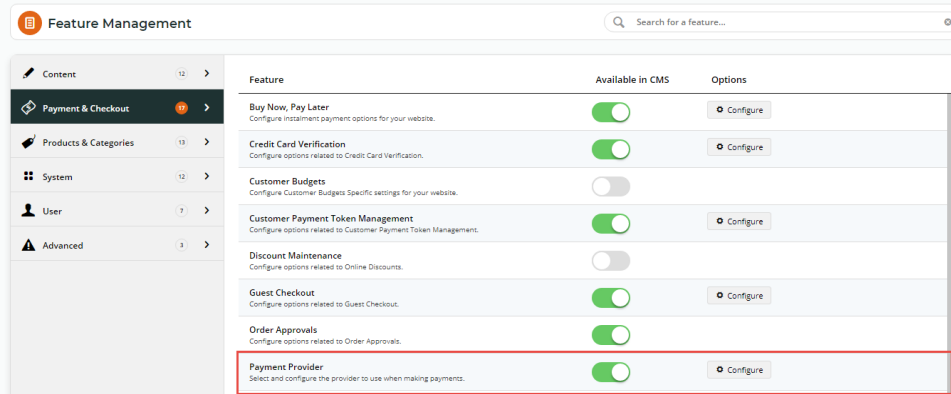 Feature Management
Search for a feature...
Content 12
Payment & Checkout 17
Products & Categories 13
System 12
User 7
Advanced 3
Feature Available in CMS Options
Buy Now, Pay Later
Configure instalment payment options for your website.
Configure
Credit Card Verification
Configure options related to Credit Card Verification.
Configure
Customer Budgets
Configure Customer Budgets Specific settings for your website.
Customer Payment Token Management
Configure options related to Customer Payment Token Management.
Configure
Discount Maintenance
Configure options related to Online Discounts.
Guest Checkout
Configure options related to Guest Checkout.
Configure
Order Approvals
Configure options related to Order Approvals.
Payment Provider
Select and configure the provider to use when making payments.
Configure